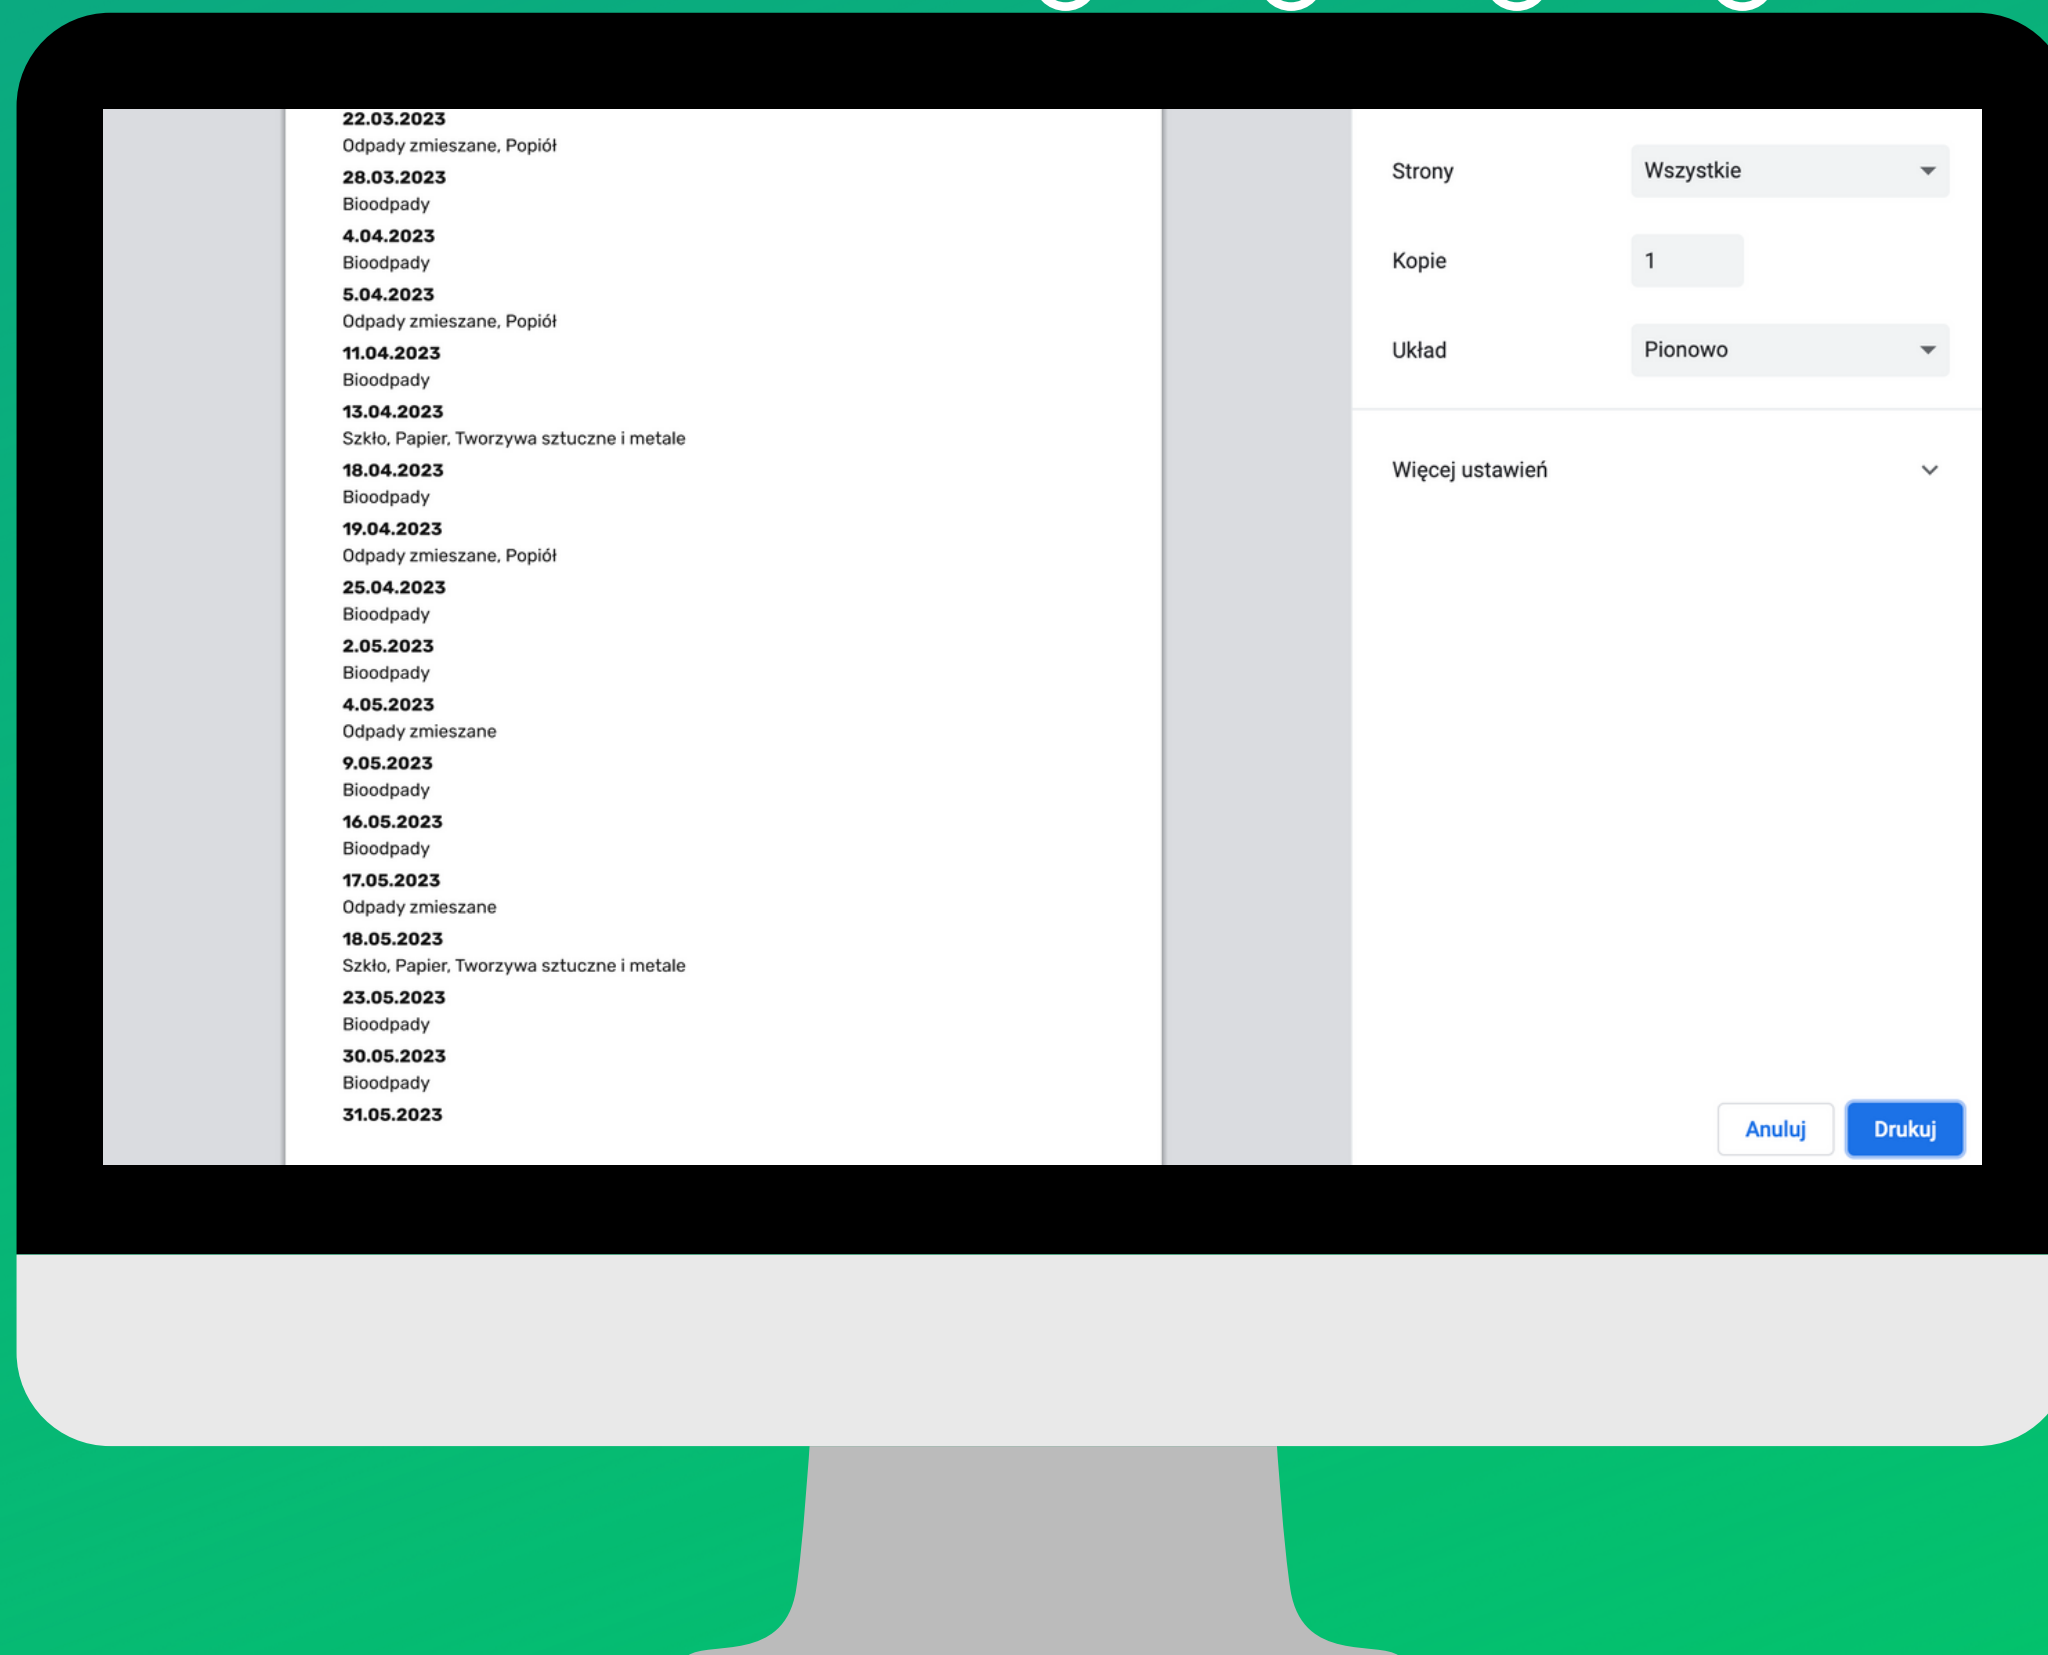 22.03.2023
Odpady zmieszane, Popiół
28.03.2023
Bioodpady
4.04.2023
Bioodpady
5.04.2023
Odpady zmieszane, Popiół
11.04.2023
Bioodpady
13.04.2023
Szkło, Papier, Tworzywa sztuczne i metale
18.04.2023
Bioodpady
19.04.2023
Odpady zmieszane, Popiół
25.04.2023
Bioodpady
2.05.2023
Bioodpady
4.05.2023
Odpady zmieszane
9.05.2023
Bioodpady
16.05.2023
Bioodpady
17.05.2023
Odpady zmieszane
18.05.2023
Szkło, Papier, Tworzywa sztuczne i metale
23.05.2023
Bioodpady
30.05.2023
Bioodpady
31.05.2023
Strony Wszystkie
Kopie 1
Układ Pionowo
Więcej ustawień
Anuluj Drukuj